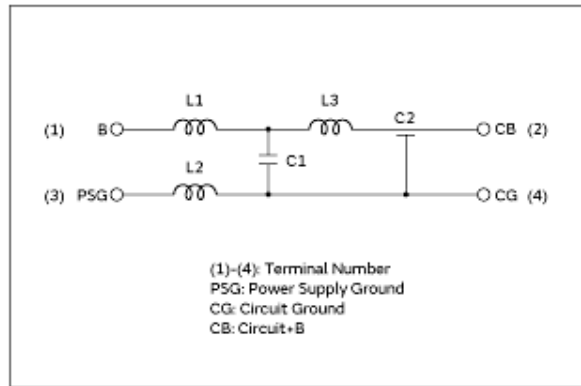 L1 L3 C2
(1) B CB (2)
C1
L2
(3) PSG CG (4)
(1)-(4): Terminal Number
PSG: Power Supply Ground
CG: Circuit Ground
CB: Circuit+B